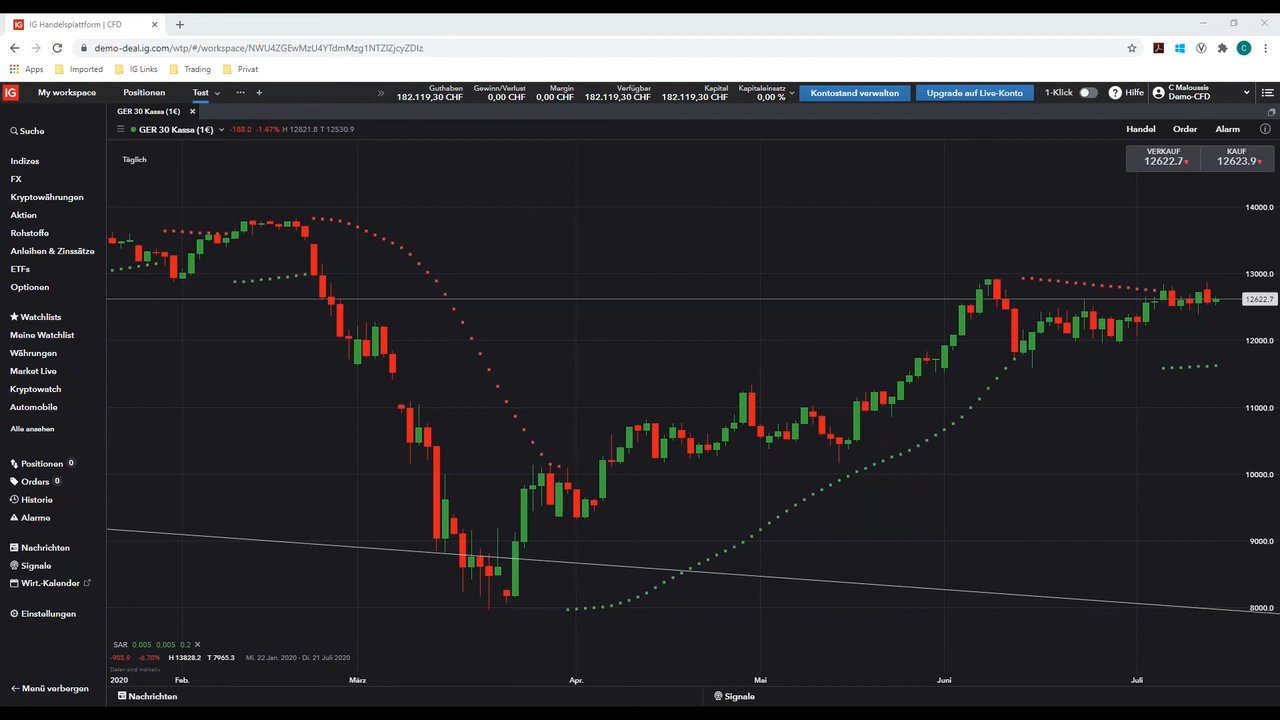 IG Handelsplattform | CFD
demo-deal.ig.com/wtp/#/workspace/NWU4ZGEwMzU4YTdmMzg1NTZlZjcyZDIz
Apps Imported IG Links Trading Privat
IG My workspace Positionen Test
Guthaben Gewinn/Verlust Margin Verfügbar Kapital Kapitaleinsatz
182.119,30 CHF 0,00 CHF 0,00 CHF 182.119,30 CHF 182.119,30 CHF 0,00 %
Kontostand verwalten Upgrade auf Live-Konto 1-Klick Hilfe
C Maloussis
Demo-CFD
GER 30 Kassa (1€)
GER 30 Kassa (1€) -188.0 -1.47% H 12821.8 T 12530.9
Handel Order Alarm
Täglich
VERKAUF KAUF
12622.7 12623.9
Suche
Indizes
FX
Kryptowährungen
Aktien
Rohstoffe
Anleihen & Zinssätze
ETFs
Optionen
Watchlists
Meine Watchlist
Währungen
Market Live
Kryptowatch
Automobile
Alle ansehen
Positionen 0
Orders 0
Historie
Alarme
Nachrichten
Signale
Wirt.-Kalender
Einstellungen
Menü verbergen
14000.0
13000.0
12622.7
12000.0
11000.0
10000.0
9000.0
8000.0
SAR 0.005 0.005 0.2
-905.9 -6.70% H 13828.2 T 7965.3 Mi. 22 Jan. 2020 - Di. 21 Juli 2020
Daten sind indikativ
2020 Feb. März Apr. Mai Juni Juli
Nachrichten Signale